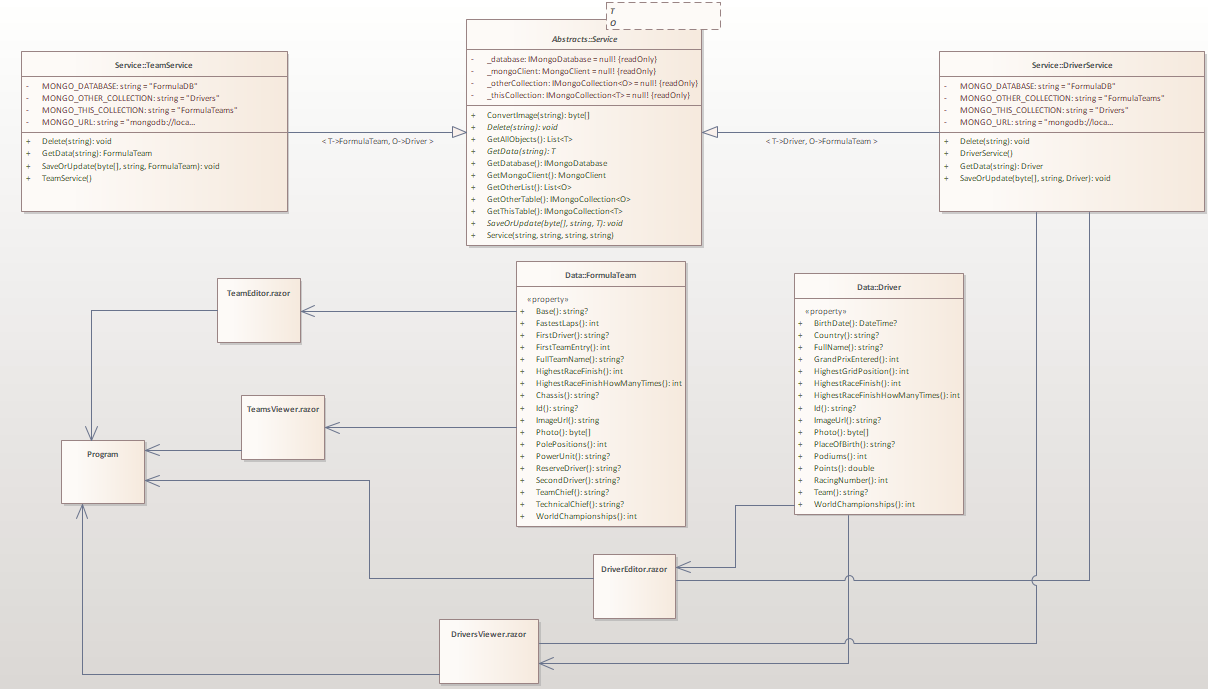 T
O
Service::TeamService
- MONGO_DATABASE: string = "FormulaDB"
- MONGO_OTHER_COLLECTION: string = "Drivers"
- MONGO_THIS_COLLECTION: string = "FormulaTeams"
- MONGO_URL: string = "mongodb://loca...
+ Delete(string): void
+ GetData(string): FormulaTeam
+ SaveOrUpdate(byte[], string, FormulaTeam): void
+ TeamService()
< T->FormulaTeam, O->Driver >
Abstracts::Service
- _database: IMongoDatabase = null! {readOnly}
- _mongoClient: MongoClient = null! {readOnly}
- _otherCollection: IMongoCollection<O> = null! {readOnly}
- _thisCollection: IMongoCollection<T> = null! {readOnly}
+ ConvertImage(string): byte[]
+ Delete(string): void
+ GetAllObjects(): List<T>
+ GetData(string): T
+ GetDatabase(): IMongoDatabase
+ GetMongoClient(): MongoClient
+ GetOtherList(): List<O>
+ GetOtherTable(): IMongoCollection<O>
+ GetThisTable(): IMongoCollection<T>
+ SaveOrUpdate(byte[], string, T): void
+ Service(string, string, string, string)
< T->Driver, O->FormulaTeam >
Service::DriverService
- MONGO_DATABASE: string = "FormulaDB"
- MONGO_OTHER_COLLECTION: string = "FormulaTeams"
- MONGO_THIS_COLLECTION: string = "Drivers"
- MONGO_URL: string = "mongodb://loca...
+ Delete(string): void
+ DriverService()
+ GetData(string): Driver
+ SaveOrUpdate(byte[], string, Driver): void
TeamEditor.razor
TeamsViewer.razor
Program
Data::FormulaTeam
«property»
+ Base(): string?
+ FastestLaps(): int
+ FirstDriver(): string?
+ FirstTeamEntry(): int
+ FullTeamName(): string?
+ HighestRaceFinish(): int
+ HighestRaceFinishHowManyTimes(): int
+ Chassis(): string?
+ Id(): string?
+ ImageUrl(): string
+ Photo(): byte[]
+ PolePositions(): int
+ PowerUnit(): string?
+ ReserveDriver(): string?
+ SecondDriver(): string?
+ TeamChief(): string?
+ TechnicalChief(): string?
+ WorldChampionships(): int
Data::Driver
«property»
+ BirthDate(): DateTime?
+ Country(): string?
+ FullName(): string?
+ GrandPrixEntered(): int
+ HighestGridPosition(): int
+ HighestRaceFinish(): int
+ HighestRaceFinishHowManyTimes(): int
+ Id(): string?
+ ImageUrl(): string?
+ Photo(): byte[]
+ PlaceOfBirth(): string?
+ Podiums(): int
+ Points(): double
+ RacingNumber(): int
+ Team(): string?
+ WorldChampionships(): int
DriverEditor.razor
DriversViewer.razor